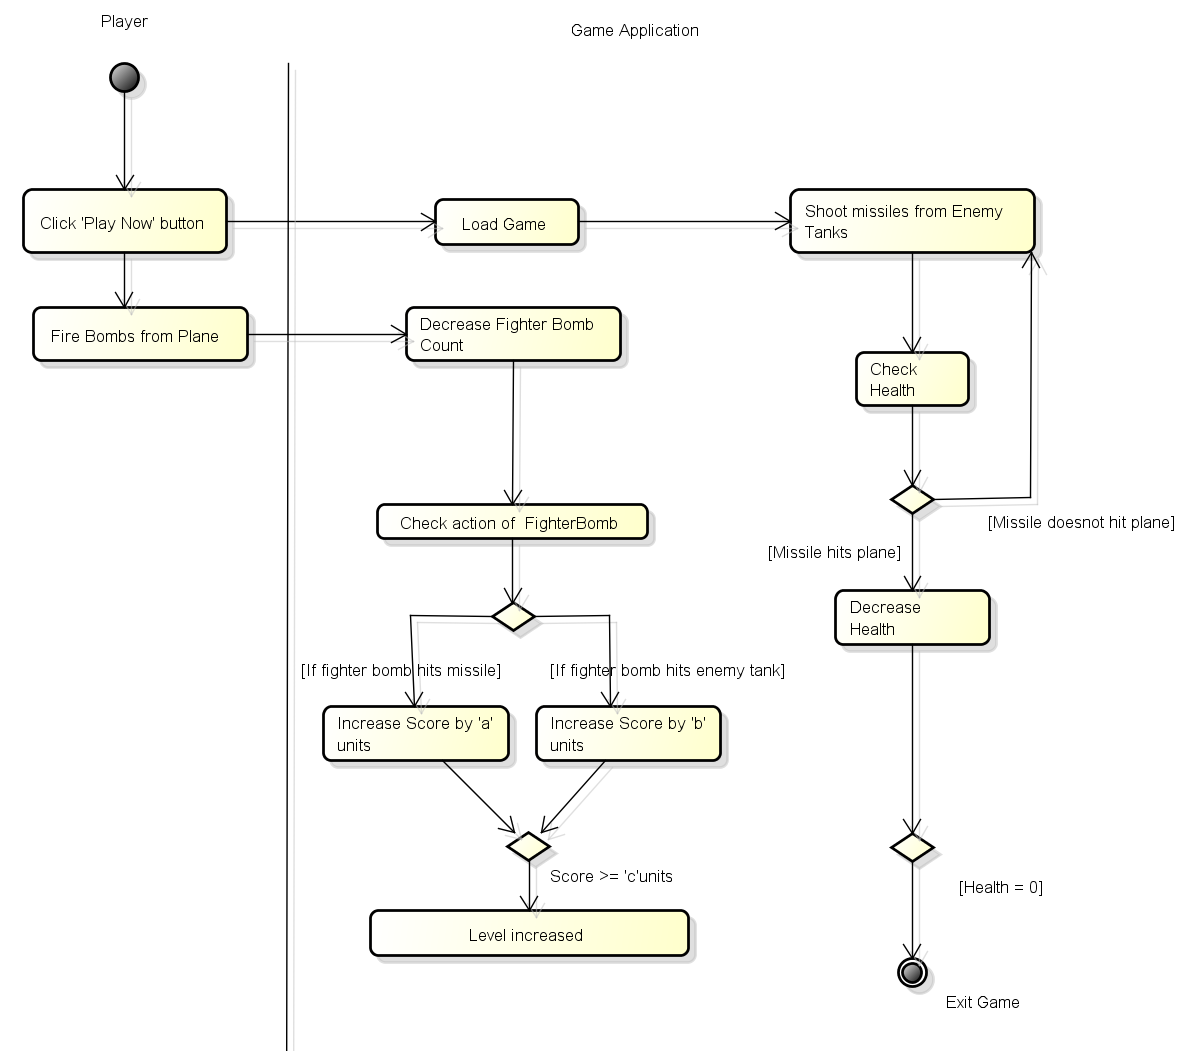 Player
Game Application
Click 'Play Now' button
Load Game
Shoot missiles from Enemy
Tanks
Fire Bombs from Plane
Decrease Fighter Bomb
Count
Check
Health
Check action of  FighterBomb
[Missile doesnot hit plane]
[Missile hits plane]
Decrease
Health
[If fighter bomb hits missile]
[If fighter bomb hits enemy tank]
Increase Score by 'a'
units
Increase Score by 'b'
units
Score >= 'c'units
[Health = 0]
Level increased
Exit Game